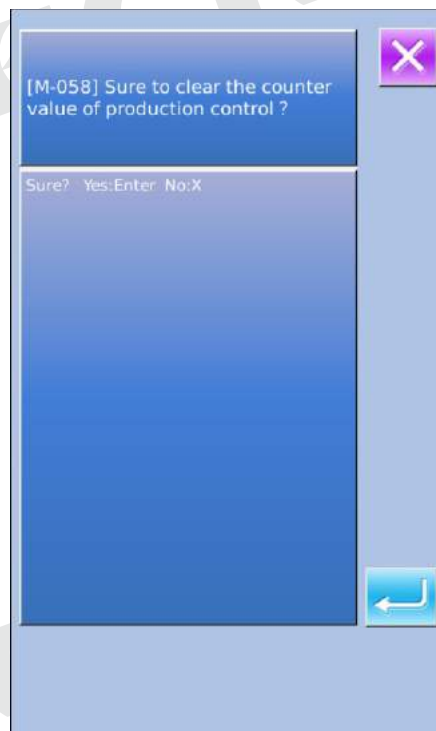 [M-058] Sure to clear the counter
value of production control ?
Sure? Yes:Enter No:X